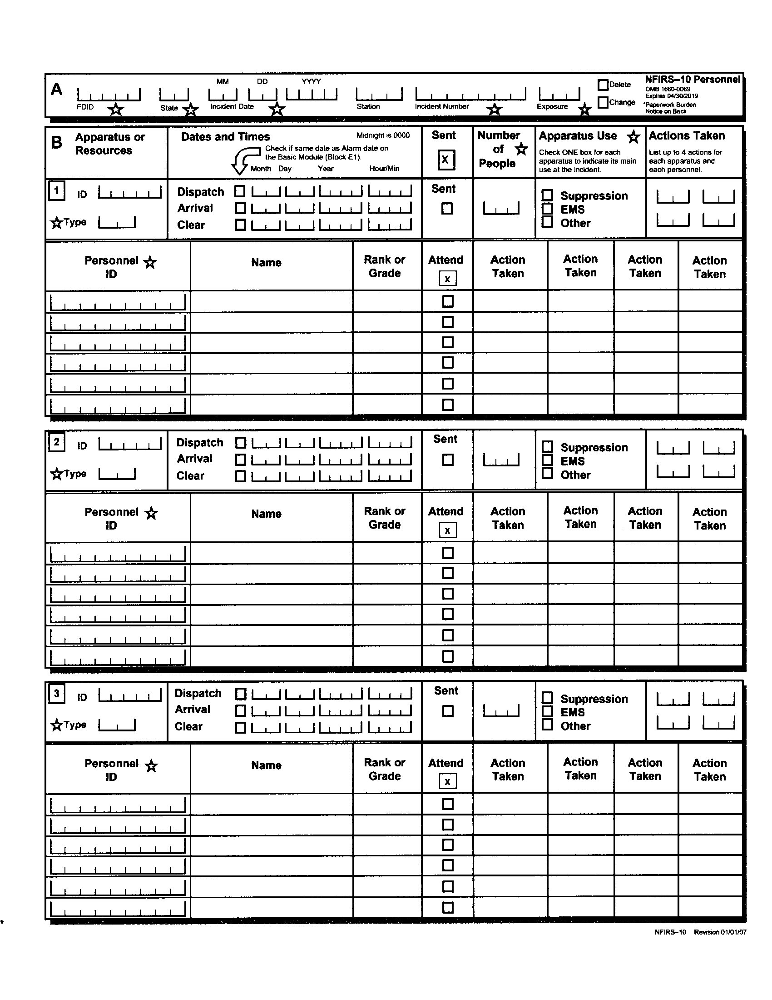 A
MM DD YYYY
FDID State Incident Date Station Incident Number Exposure
Delete
Change
NFIRS–10 Personnel
OMB 1660-0069
Expires 04/30/2019
*Paperwork Burden
Notice on Back
B Apparatus or
Resources
Dates and Times Midnight is 0000
Check if same date as Alarm date on
the Basic Module (Block E1).
Month Day Year Hour/Min
Sent
X
Number
of
People
Apparatus Use
Check ONE box for each
apparatus to indicate its main
use at the incident.
Actions Taken
List up to 4 actions for
each apparatus and
each personnel.
1 ID
Type
Dispatch
Arrival
Clear
Sent
Suppression
EMS
Other
Personnel
ID
Name
Rank or
Grade
Attend
X
Action
Taken
Action
Taken
Action
Taken
Action
Taken
2 ID
Type
Dispatch
Arrival
Clear
Sent
Suppression
EMS
Other
Personnel
ID
Name
Rank or
Grade
Attend
X
Action
Taken
Action
Taken
Action
Taken
Action
Taken
3 ID
Type
Dispatch
Arrival
Clear
Sent
Suppression
EMS
Other
Personnel
ID
Name
Rank or
Grade
Attend
X
Action
Taken
Action
Taken
Action
Taken
Action
Taken
NFIRS–10 Revision 01/01/07